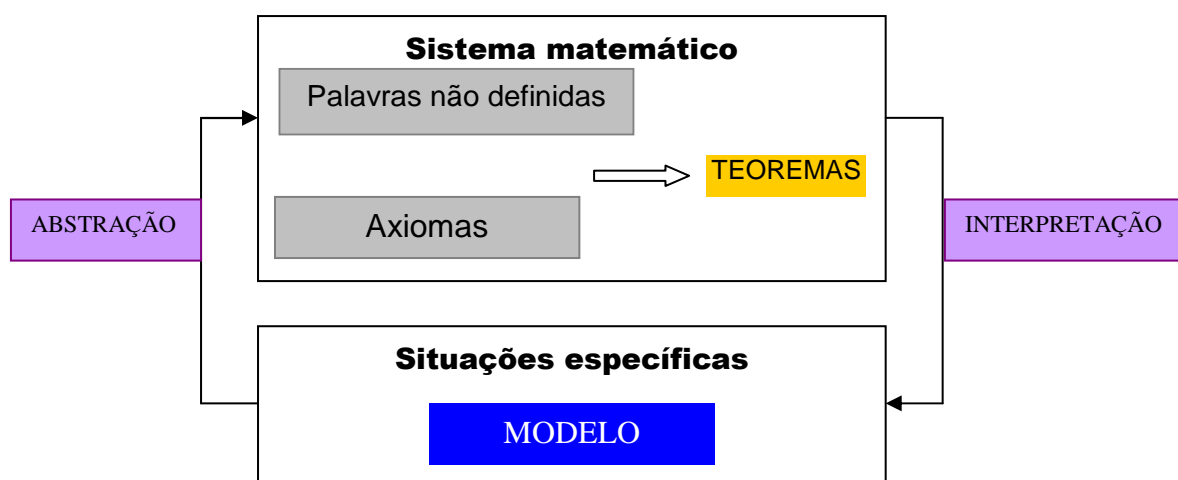 Sistema matemático
Palavras não definidas
TEOREMAS
Axiomas
ABSTRAÇÃO
INTERPRETAÇÃO
Situações específicas
MODELO